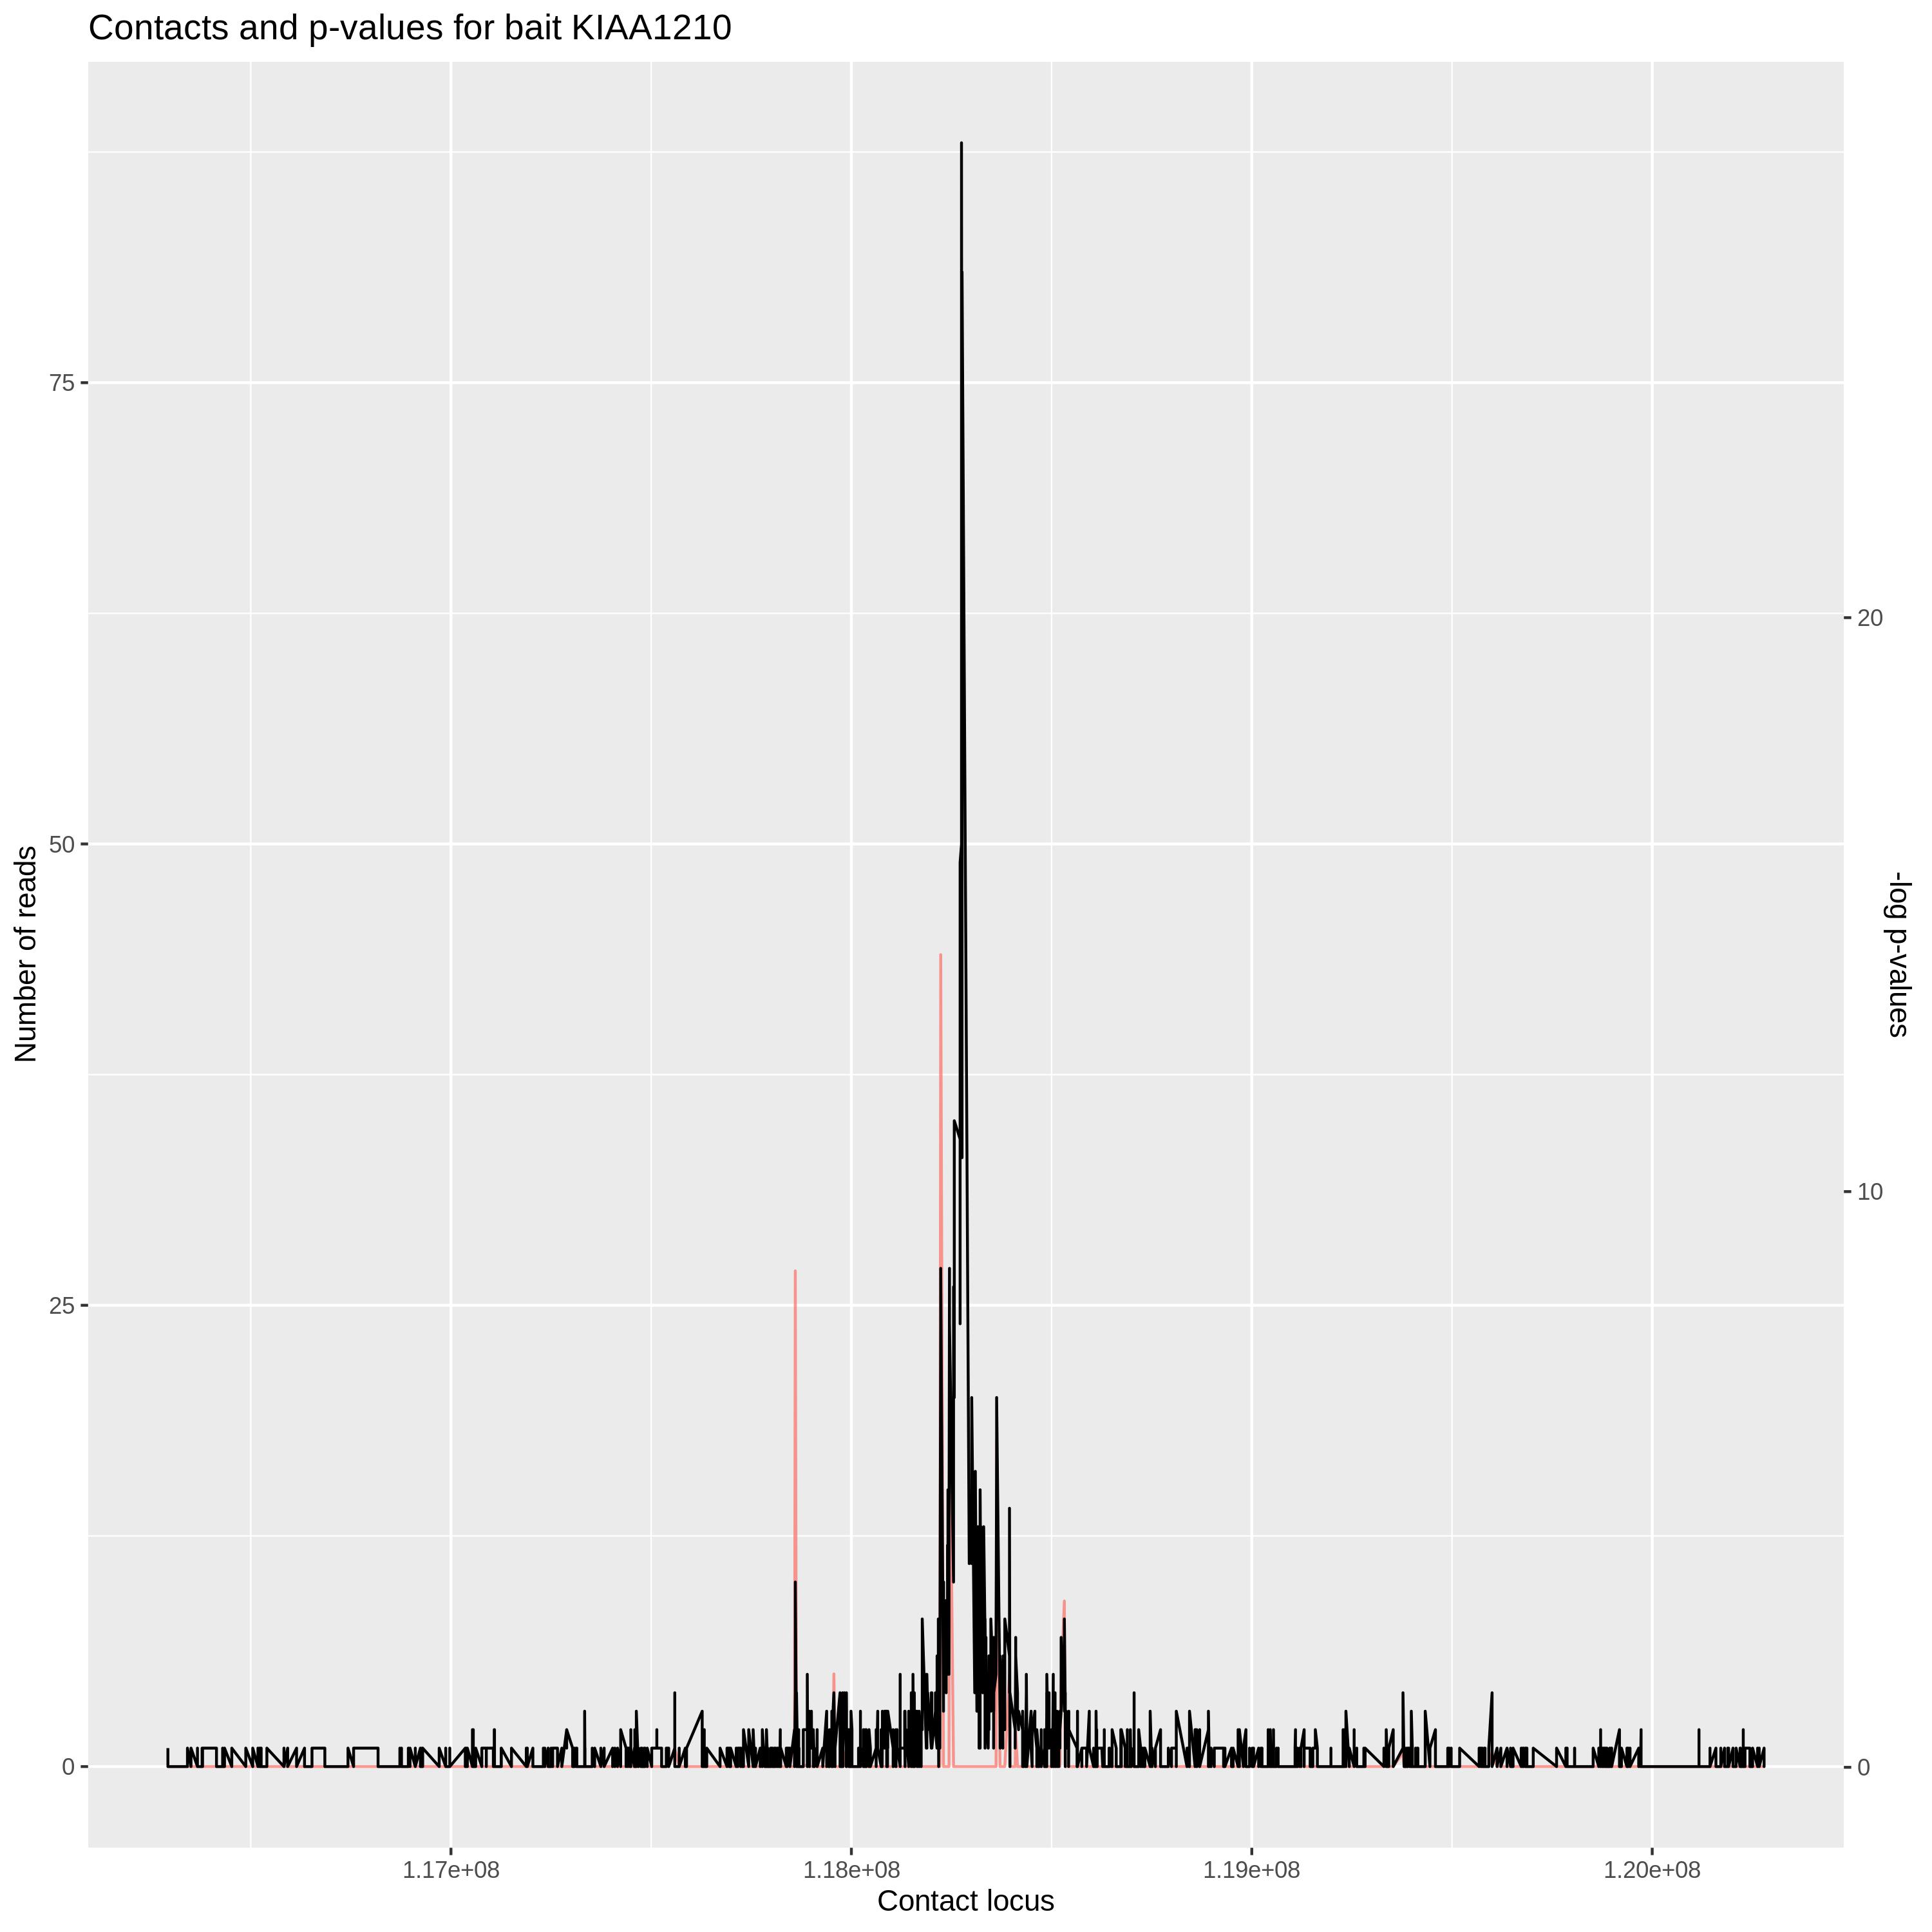 Contacts and p-values for bait KIAA1210
Number of reads
75
50
25
0
-log p-values
20
10
0
1.17e+08
1.18e+08
1.19e+08
1.20e+08
Contact locus